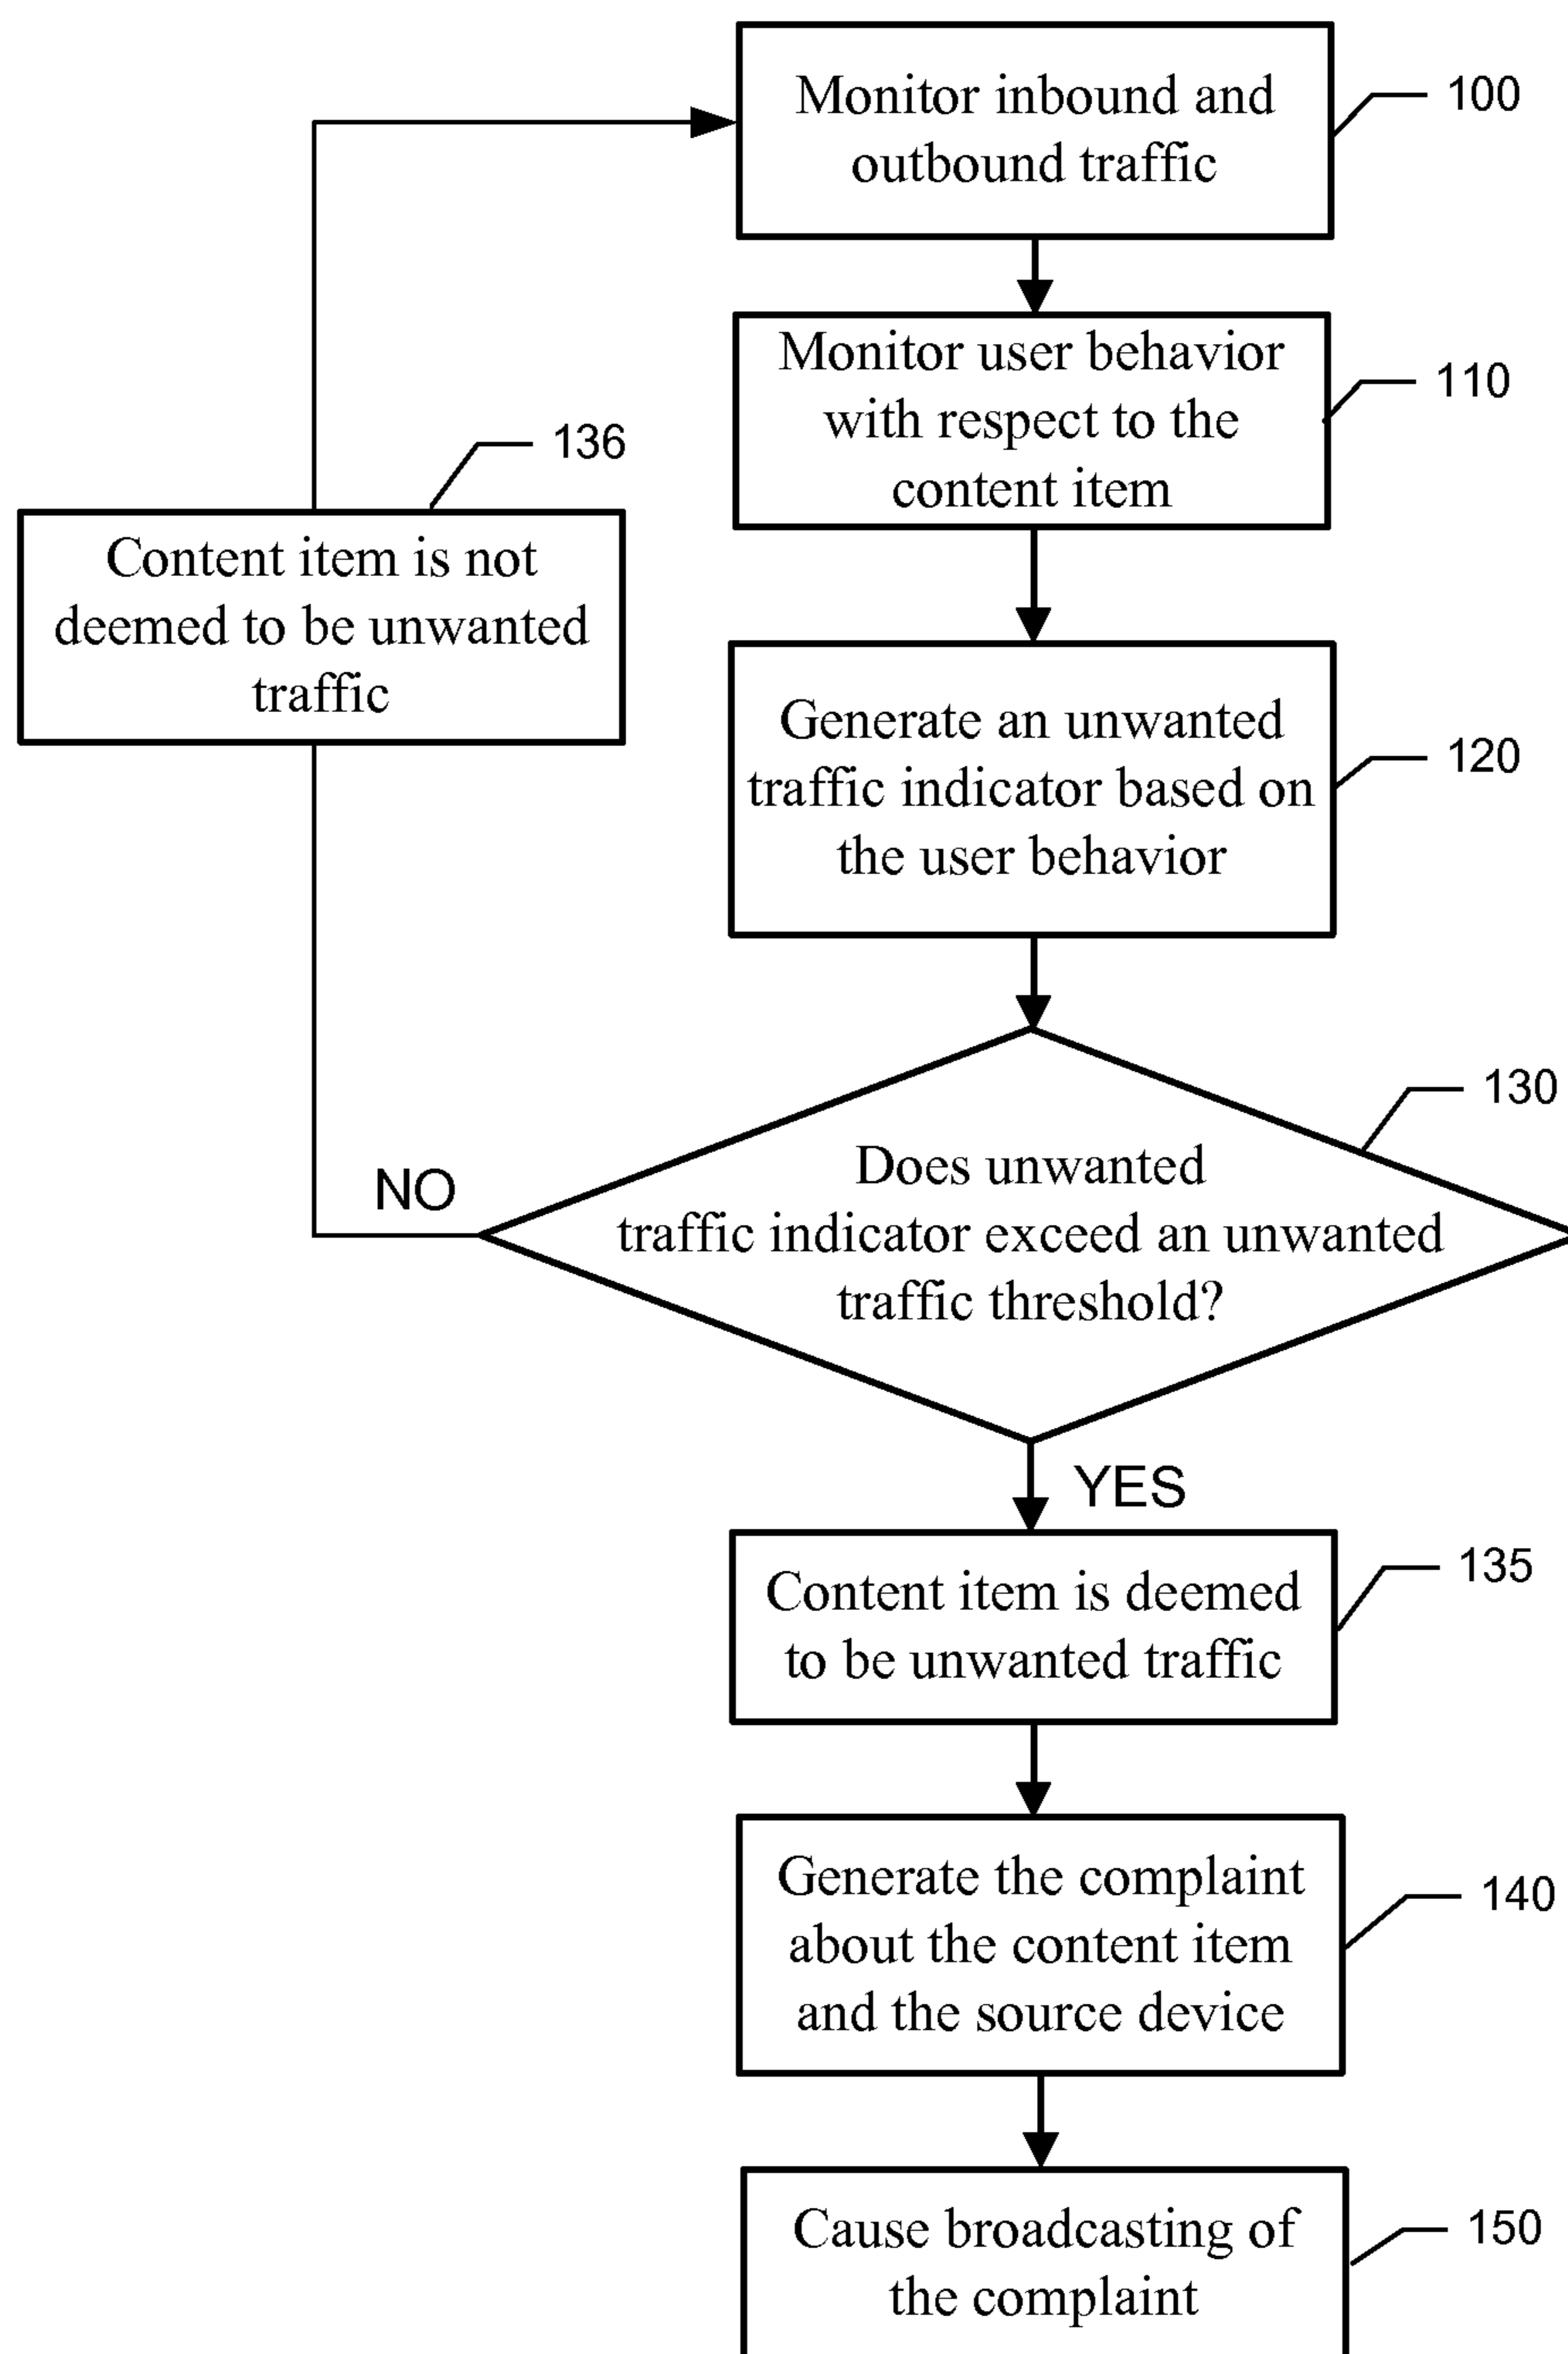 Monitor inbound and
outbound traffic
100
Monitor user behavior
with respect to the
content item
110
136
Content item is not
deemed to be unwanted
traffic
Generate an unwanted
traffic indicator based on
the user behavior
120
130
Does unwanted
traffic indicator exceed an unwanted
traffic threshold?
NO
YES
Content item is deemed
to be unwanted traffic
135
Generate the complaint
about the content item
and the source device
140
Cause broadcasting of
the complaint
150